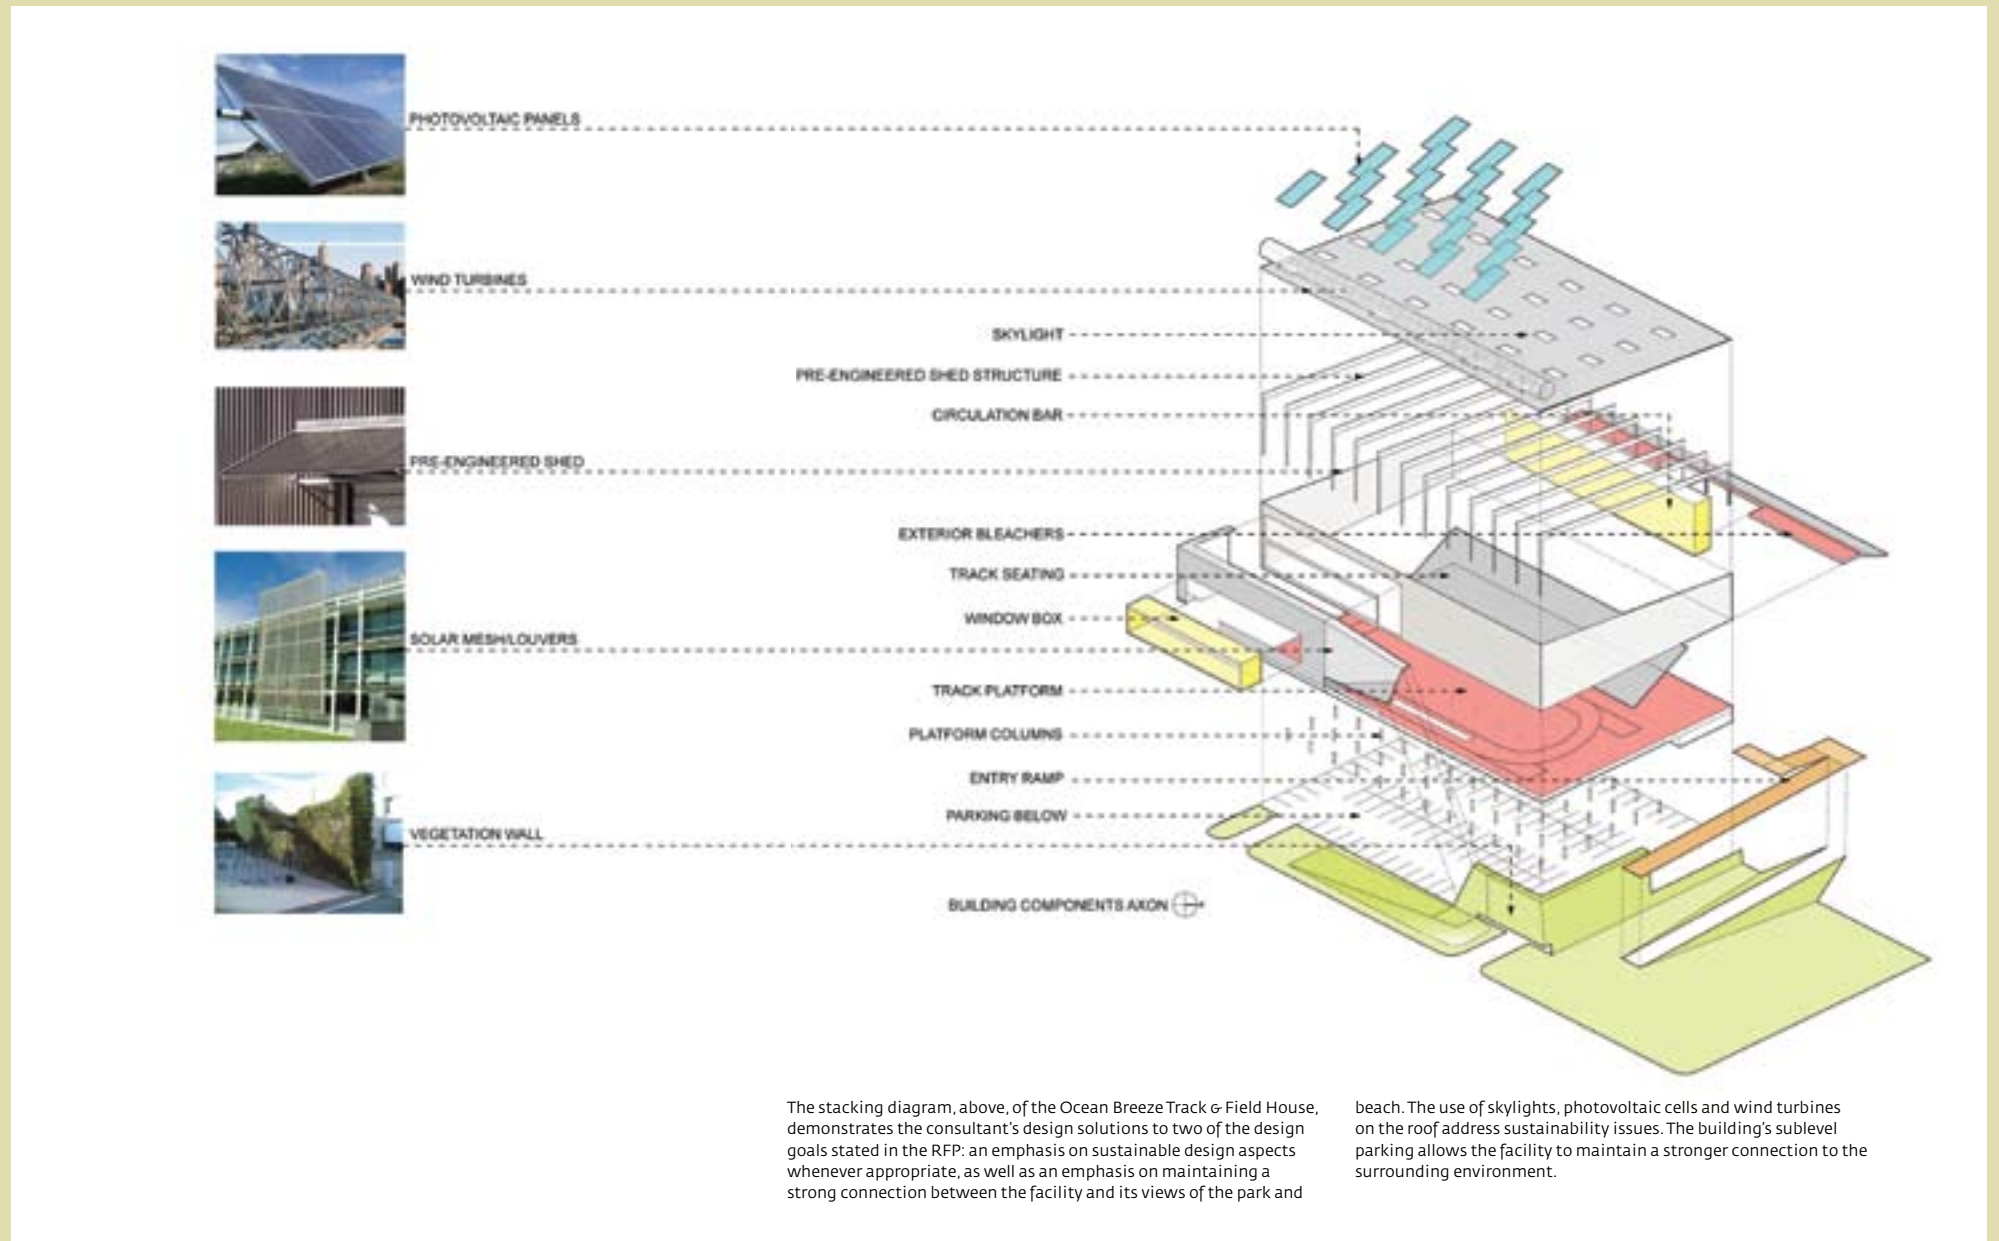 PHOTOVOLTAIC PANELS
WIND TURBINES
SKYLIGHT
PRE-ENGINEERED SHED STRUCTURE
CIRCULATION BAR
PRE-ENGINEERED SHED
EXTERIOR BLEACHERS
TRACK SEATING
WINDOW BOX
SOLAR MESH/LOUVERS
TRACK PLATFORM
PLATFORM COLUMNS
ENTRY RAMP
PARKING BELOW
VEGETATION WALL
BUILDING COMPONENTS AXON
The stacking diagram, above, of the Ocean Breeze Track & Field House,
demonstrates the consultant's design solutions to two of the design
goals stated in the RFP: an emphasis on sustainable design aspects
whenever appropriate, as well as an emphasis on maintaining a
strong connection between the facility and its views of the park and
beach. The use of skylights, photovoltaic cells and wind turbines
on the roof address sustainability issues. The building's sublevel
parking allows the facility to maintain a stronger connection to the
surrounding environment.